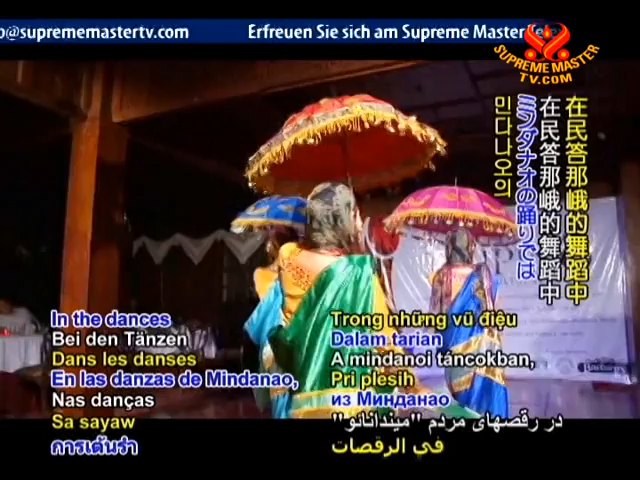 o@suprememastertv.com Erfreuen Sie sich am Supreme Master
SUPREME MASTER
TV.COM
在民答那峨的舞蹈中
在民答那峨的舞蹈中
ミンダナオの踊りでは
민다나오의
In the dances
Bei den Tänzen
Dans les danses
En las danzas de Mindanao,
Nas danças
Sa sayaw
การเต้นรำ
Trong những vũ điệu
Dalam tarian
A mindanaoi táncokban,
Pri plesih
из Минданао
در رقصهای مردم "میندانائو"
في الرقصات